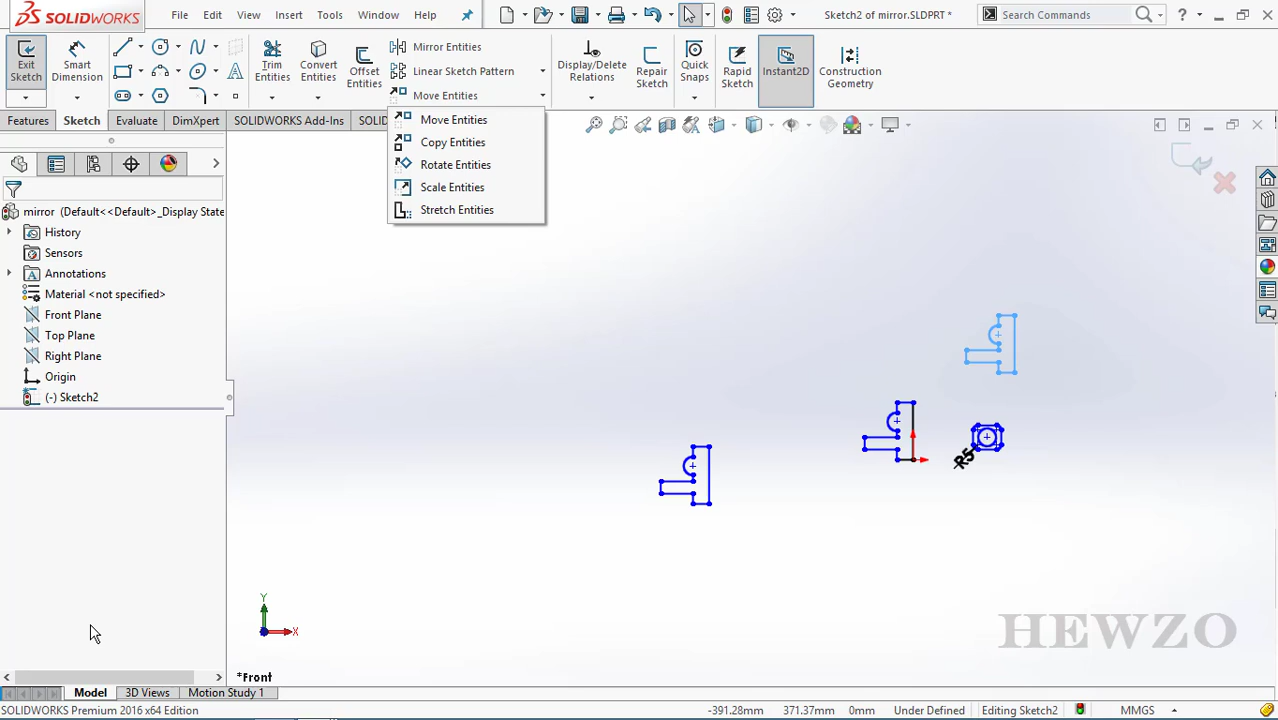 SOLIDWORKS
File
Edit
View
Insert
Tools
Window
Help
Sketch2 of mirror.SLDPRT *
Search Commands
Exit Sketch
Smart Dimension
Trim Entities
Convert Entities
Offset Entities
Mirror Entities
Linear Sketch Pattern
Move Entities
Display/Delete Relations
Repair Sketch
Quick Snaps
Rapid Sketch
Instant2D
Construction Geometry
Features
Sketch
Evaluate
DimXpert
SOLIDWORKS Add-Ins
SOLID
Move Entities
Copy Entities
Rotate Entities
Scale Entities
Stretch Entities
mirror (Default<<Default>_Display State
History
Sensors
Annotations
Material <not specified>
Front Plane
Top Plane
Right Plane
Origin
(-) Sketch2
R5
Y
X
HEWZO
*Front
Model
3D Views
Motion Study 1
SOLIDWORKS Premium 2016 x64 Edition
-391.28mm
371.37mm
0mm
Under Defined
Editing Sketch2
MMGS